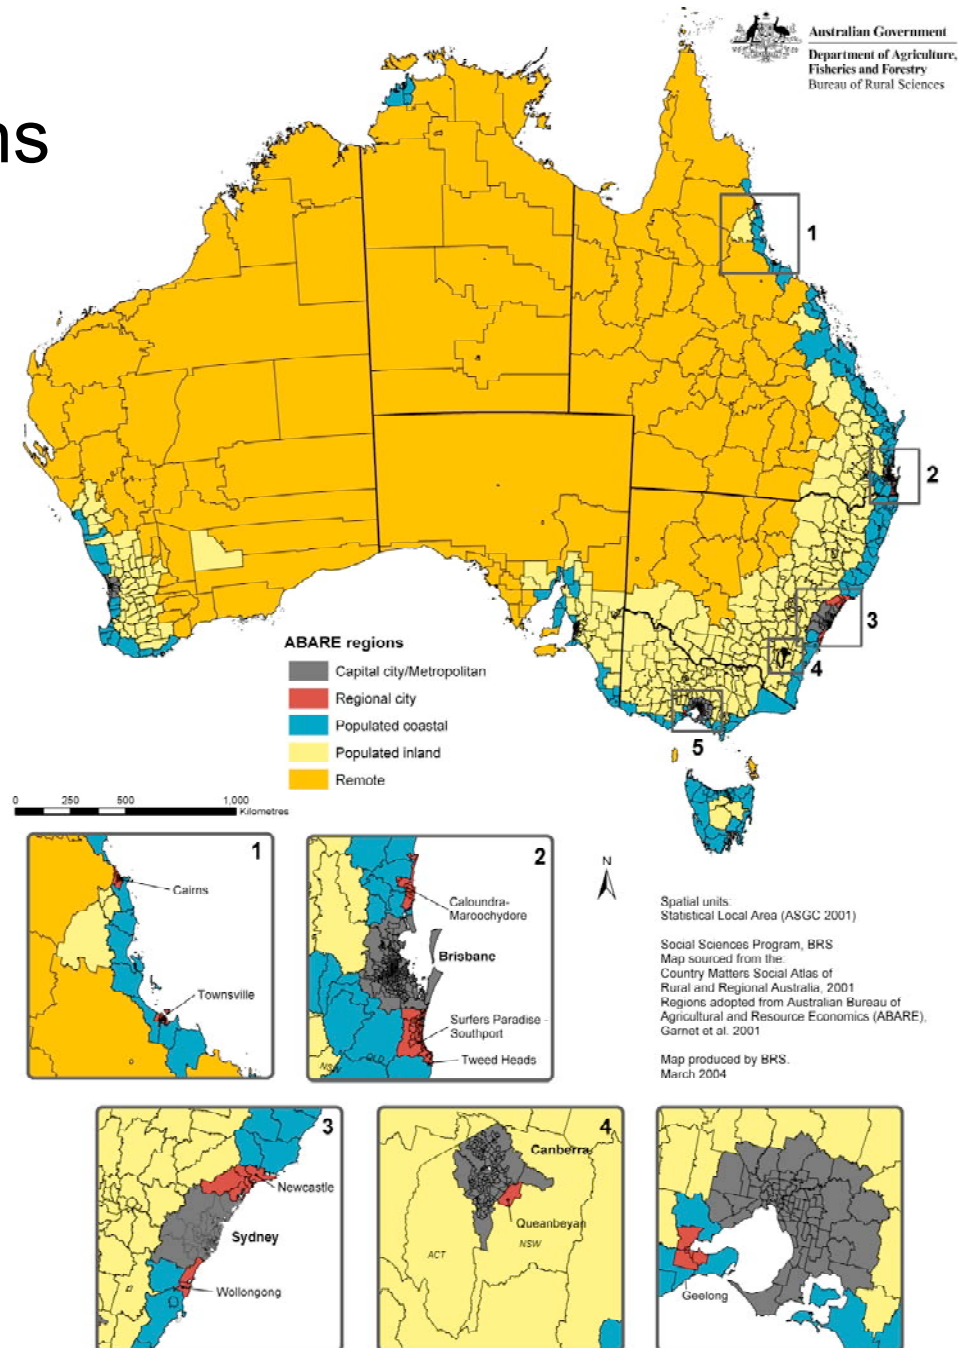 ns
Australian Government
Department of Agriculture,
Fisheries and Forestry
Bureau of Rural Sciences
1
2
3
4
5
ABARE regions
Capital city/Metropolitan
Regional city
Populated coastal
Populated inland
Remote
0 250 500 1,000
Kilometres
1
Cairns
Townsville
2
Caloundra-
Maroochydore
Brisbane
Surfers Paradise -
Southport
Tweed Heads
QLD
NSW
N
Spatial units:
Statistical Local Area (ASGC 2001)
Social Sciences Program, BRS
Map sourced from the:
Country Matters Social Atlas of
Rural and Regional Australia, 2001
Regions adopted from Australian Bureau of
Agricultural and Resource Economics (ABARE),
Garnet et al. 2001
Map produced by BRS.
March 2004
3
Newcastle
Sydney
Wollongong
4
Canberra
Queanbeyan
ACT
NSW
Geelong